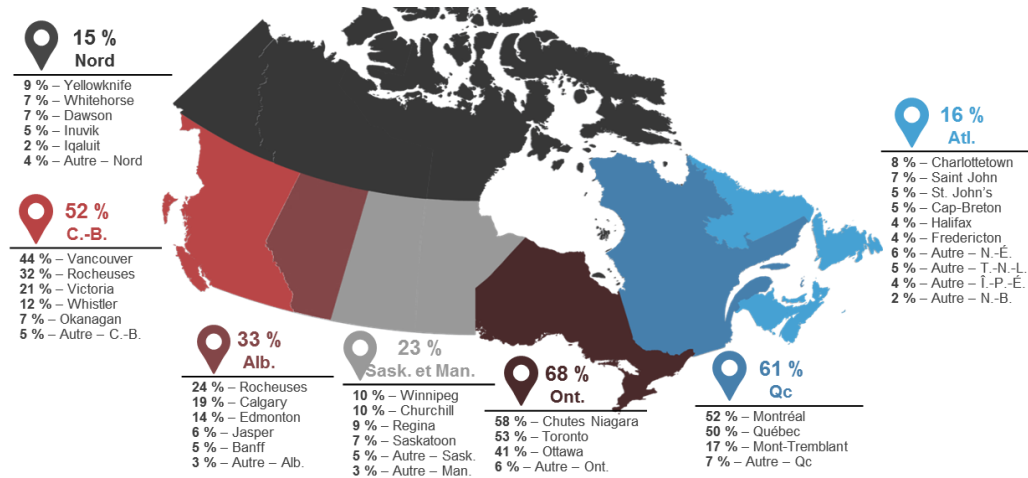 15 %
Nord
9 % – Yellowknife
7 % – Whitehorse
7 % – Dawson
5 % – Inuvik
2 % – Iqaluit
4 % – Autre – Nord
52 %
C.-B.
44 % – Vancouver
32 % – Rocheuses
21 % – Victoria
12 % – Whistler
7 % – Okanagan
5 % – Autre – C.-B.
33 %
Alb.
24 % – Rocheuses
19 % – Calgary
14 % – Edmonton
6 % – Jasper
5 % – Banff
3 % – Autre – Alb.
23 %
Sask. et Man.
10 % – Winnipeg
10 % – Churchill
9 % – Regina
7 % – Saskatoon
5 % – Autre – Sask.
3 % – Autre – Man.
68 %
Ont.
58 % – Chutes Niagara
53 % – Toronto
41 % – Ottawa
6 % – Autre – Ont.
61 %
Qc
52 % – Montréal
50 % – Québec
17 % – Mont-Tremblant
7 % – Autre – Qc
16 %
Atl.
8 % – Charlottetown
7 % – Saint John
5 % – St. John’s
5 % – Cap-Breton
4 % – Halifax
4 % – Fredericton
6 % – Autre – N.-É.
5 % – Autre – T.-N.-L.
4 % – Autre – Î.-P.-É.
2 % – Autre – N.-B.